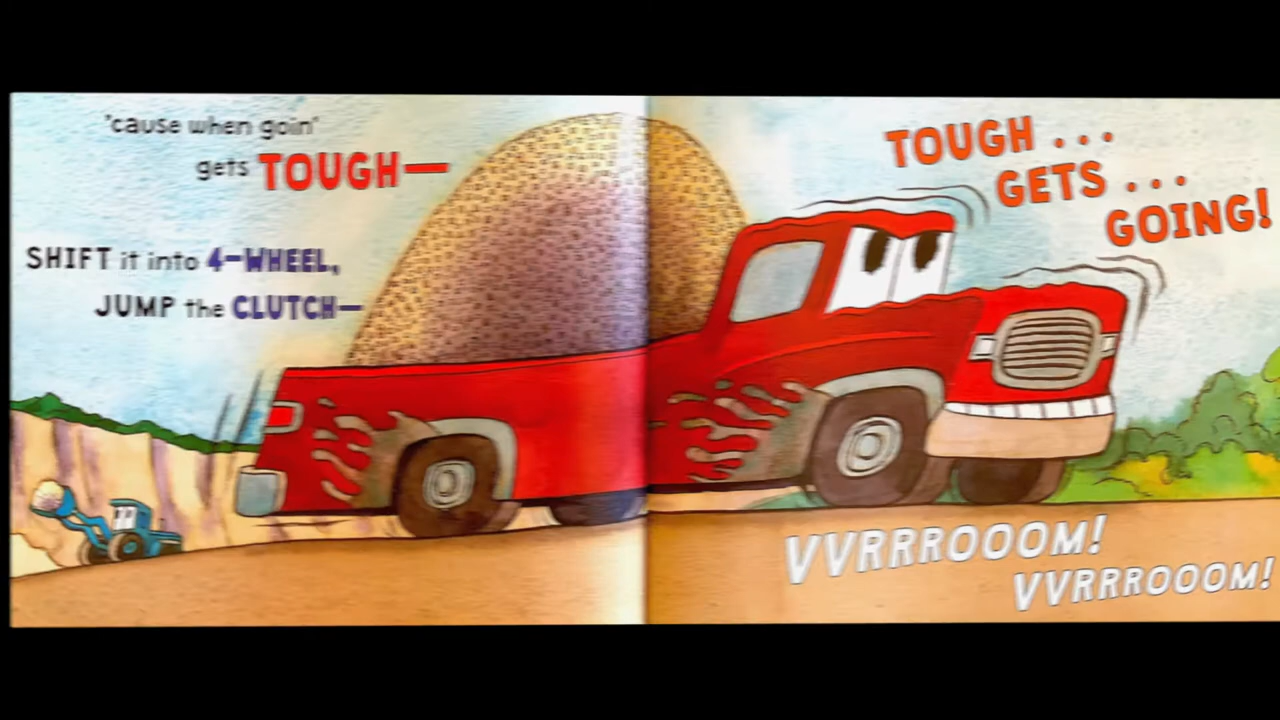 'cause when goin'
gets TOUGH—
SHIFT it into 4-WHEEL,
JUMP the CLUTCH—
TOUGH . . .
GETS . . .
GOING!
VVRRROOOM!
VVRRROOOM!